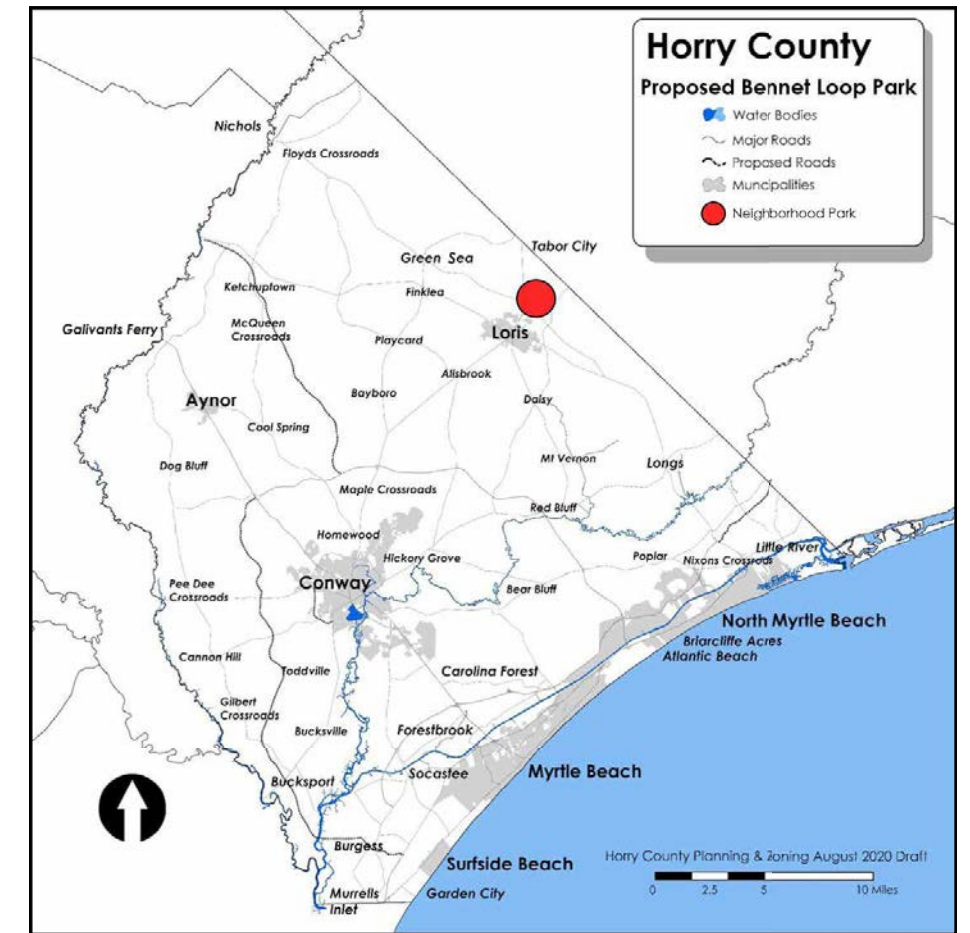 Horry County
Proposed Bennet Loop Park
Water Bodies
Major Roads
Proposed Roads
Muncipalities
Neighborhood Park
Nichols
Floyds Crossroads
Tabor City
Green Sea
Ketchuptown
Finklea
Galivants Ferry
McQueen
Crossroads
Loris
Playcard
Allsbrook
Aynor
Bayboro
Daisy
Cool Spring
Dog Bluff
Mt Vernon
Longs
Maple Crossroads
Red Bluff
Homewood
Hickory Grove
Poplar
Little River
Nixons Crossroads
Conway
Pee Dee
Crossroads
Bear Bluff
North Myrtle Beach
Briarcliffe Acres
Atlantic Beach
Cannon Hill
Toddville
Carolina Forest
Gilbert
Crossroads
Bucksville
Forestbrook
Bucksport
Socastee
Myrtle Beach
Burgess
Surfside Beach
Horry County Planning & Zoning August 2020 Draft
0 2.5 5 10 Miles
Murrells
Inlet
Garden City